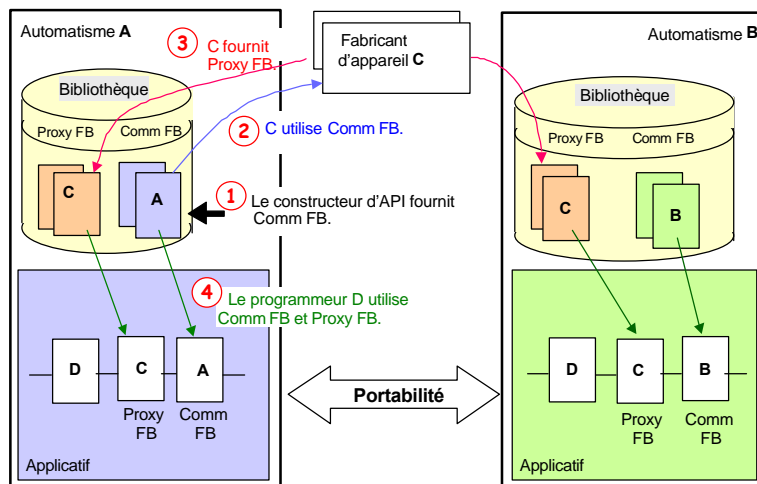 Automatisme A
3
C fournit
Proxy FB.
Fabricant
d'appareil C
Automatisme B
Bibliothèque
Proxy FB
Comm FB
2
C utilise Comm FB.
Bibliothèque
Proxy FB
Comm FB
C
A
1
Le constructeur d'API fournit
Comm FB.
C
B
4
Le programmeur D utilise
Comm FB et Proxy FB.
D
C
A
Proxy
FB
Comm
FB
Applicatif
Portabilité
D
C
B
Proxy
FB
Comm
FB
Applicatif